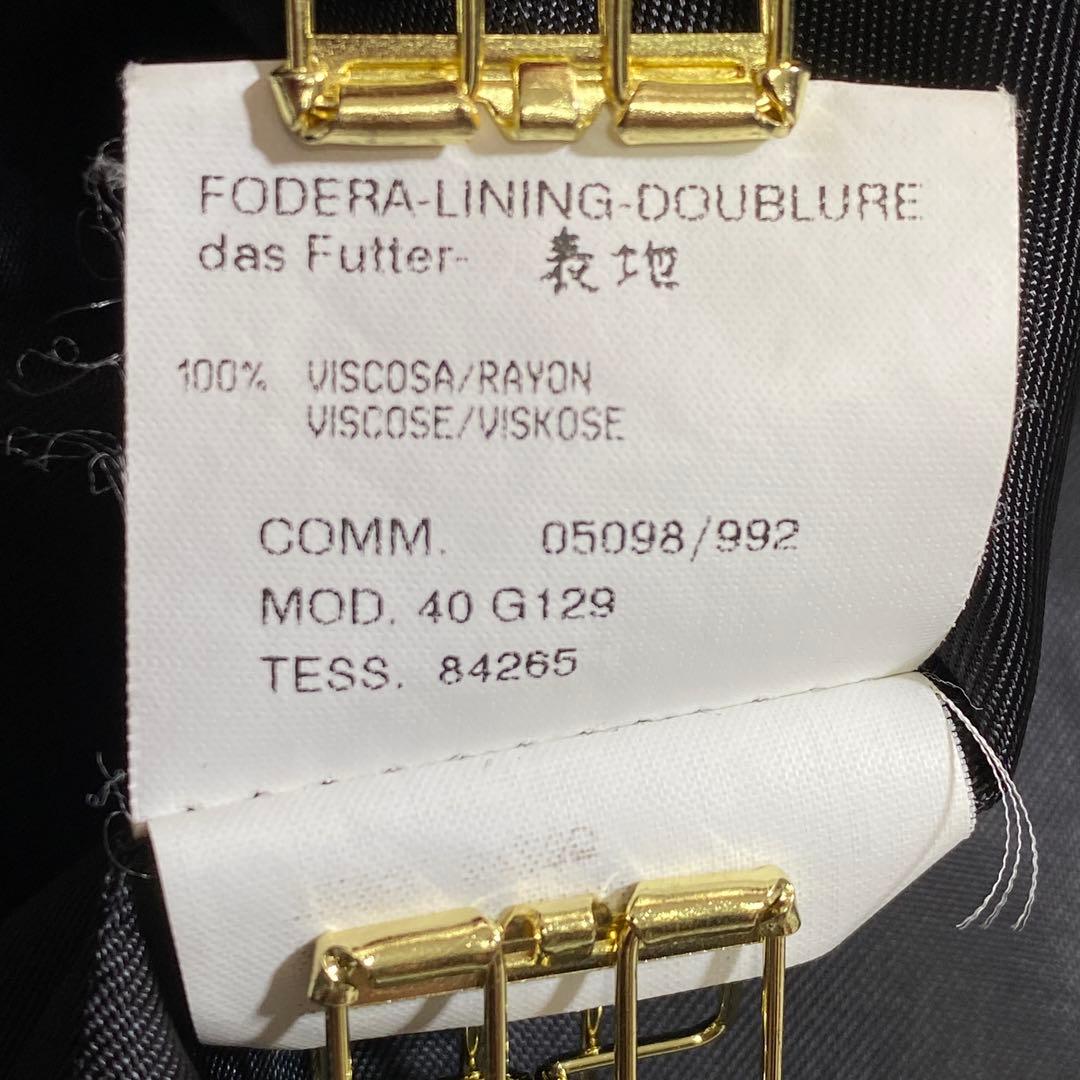 FODERA-LINING-DOUBLURE
das Futter- 表地
100% VISCOSA/RAYON
VISCOSE/VISKOSE
COMM. 05098/992
MOD. 40 G129
TESS. 84265